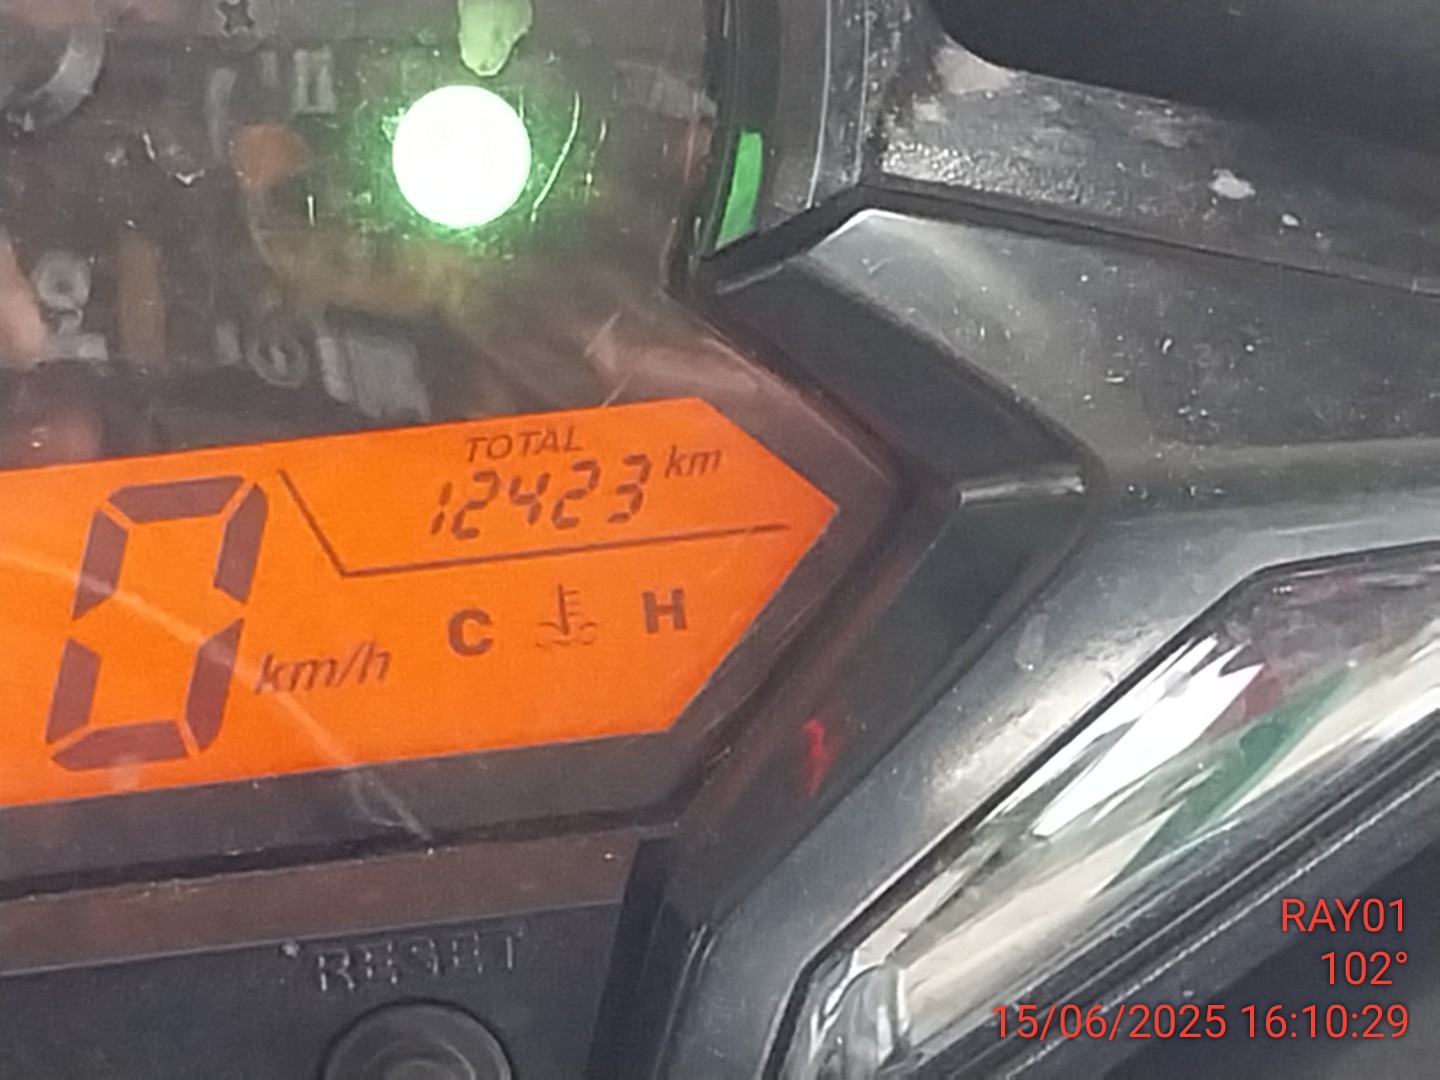 TOTAL
12423 km
0 km/h
C H
RESET
RAY01
102°
15/06/2025 16:10:29